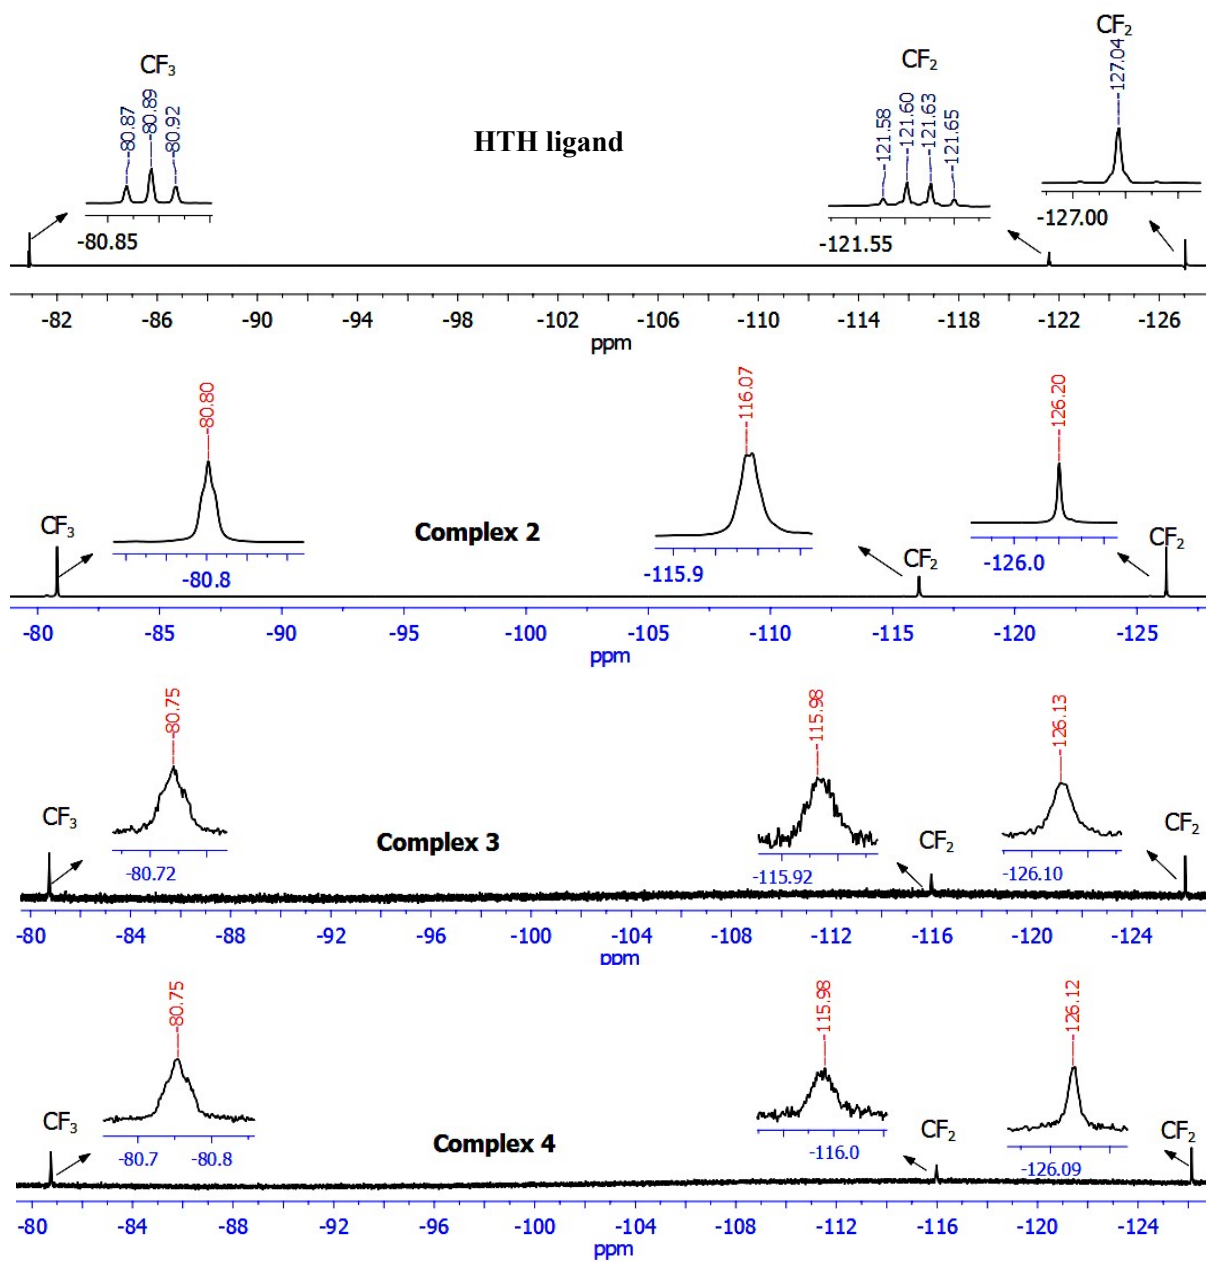 CF2
CF3
CF2
-80.87 -80.89 -80.92
-121.58 -121.60 -121.63 -121.65
-127.04
HTH ligand
-80.85
-121.55
-127.00
-82 -86 -90 -94 -98 -102 -106 -110 -114 -118 -122 -126
ppm
-80.80
-116.07
-126.20
CF3
Complex 2
CF2
CF2
-80.8
-115.9
-126.0
-80 -85 -90 -95 -100 -105 -110 -115 -120 -125
ppm
-80.75
-115.98
-126.13
CF3
Complex 3
CF2
CF2
-80.72
-115.92
-126.10
-80 -84 -88 -92 -96 -100 -104 -108 -112 -116 -120 -124
ppm
-80.75
-115.98
-126.12
CF3
Complex 4
CF2
CF2
-80.7 -80.8
-116.0
-126.09
-80 -84 -88 -92 -96 -100 -104 -108 -112 -116 -120 -124
ppm